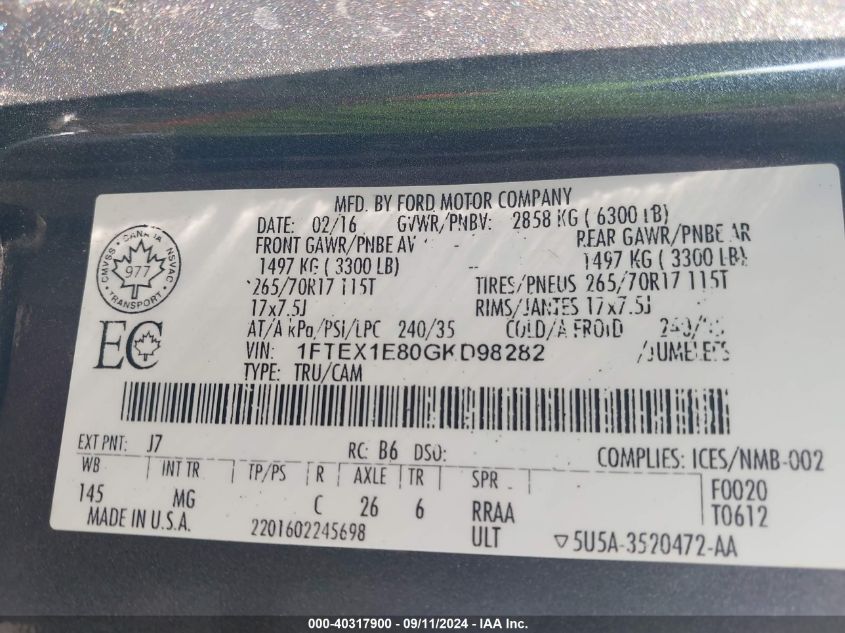 MFD. BY FORD MOTOR COMPANY
DATE: 02/16 GVWR/PNBV: 2858 KG ( 6300 LB)
FRONT GAWR/PNBE AV REAR GAWR/PNBE AR
1497 KG ( 3300 LB) 1497 KG ( 3300 LB)
265/70R17 115T TIRES/PNEUS 265/70R17 115T
17x7.5J RIMS/JANTES 17x7.5J
AT/A kPa/PSI/LPC 240/35 COLD/A FROID
VIN: 1FTEX1E80GKD98282 /JUMELEES
TYPE: TRU/CAM
CANADA
CMVSS NSVAC
977
TRANSPORT
EC
EXT PNT: J7 RC: B6 DSO:
COMPLIES: ICES/NMB-002
WB INT TR TP/PS R AXLE TR SPR F0020
145 MG C 26 6 RRAA T0612
MADE IN U.S.A. 2201602245698 ULT ▽5U5A-3520472-AA
000-40317900 - 09/11/2024 - IAA Inc.